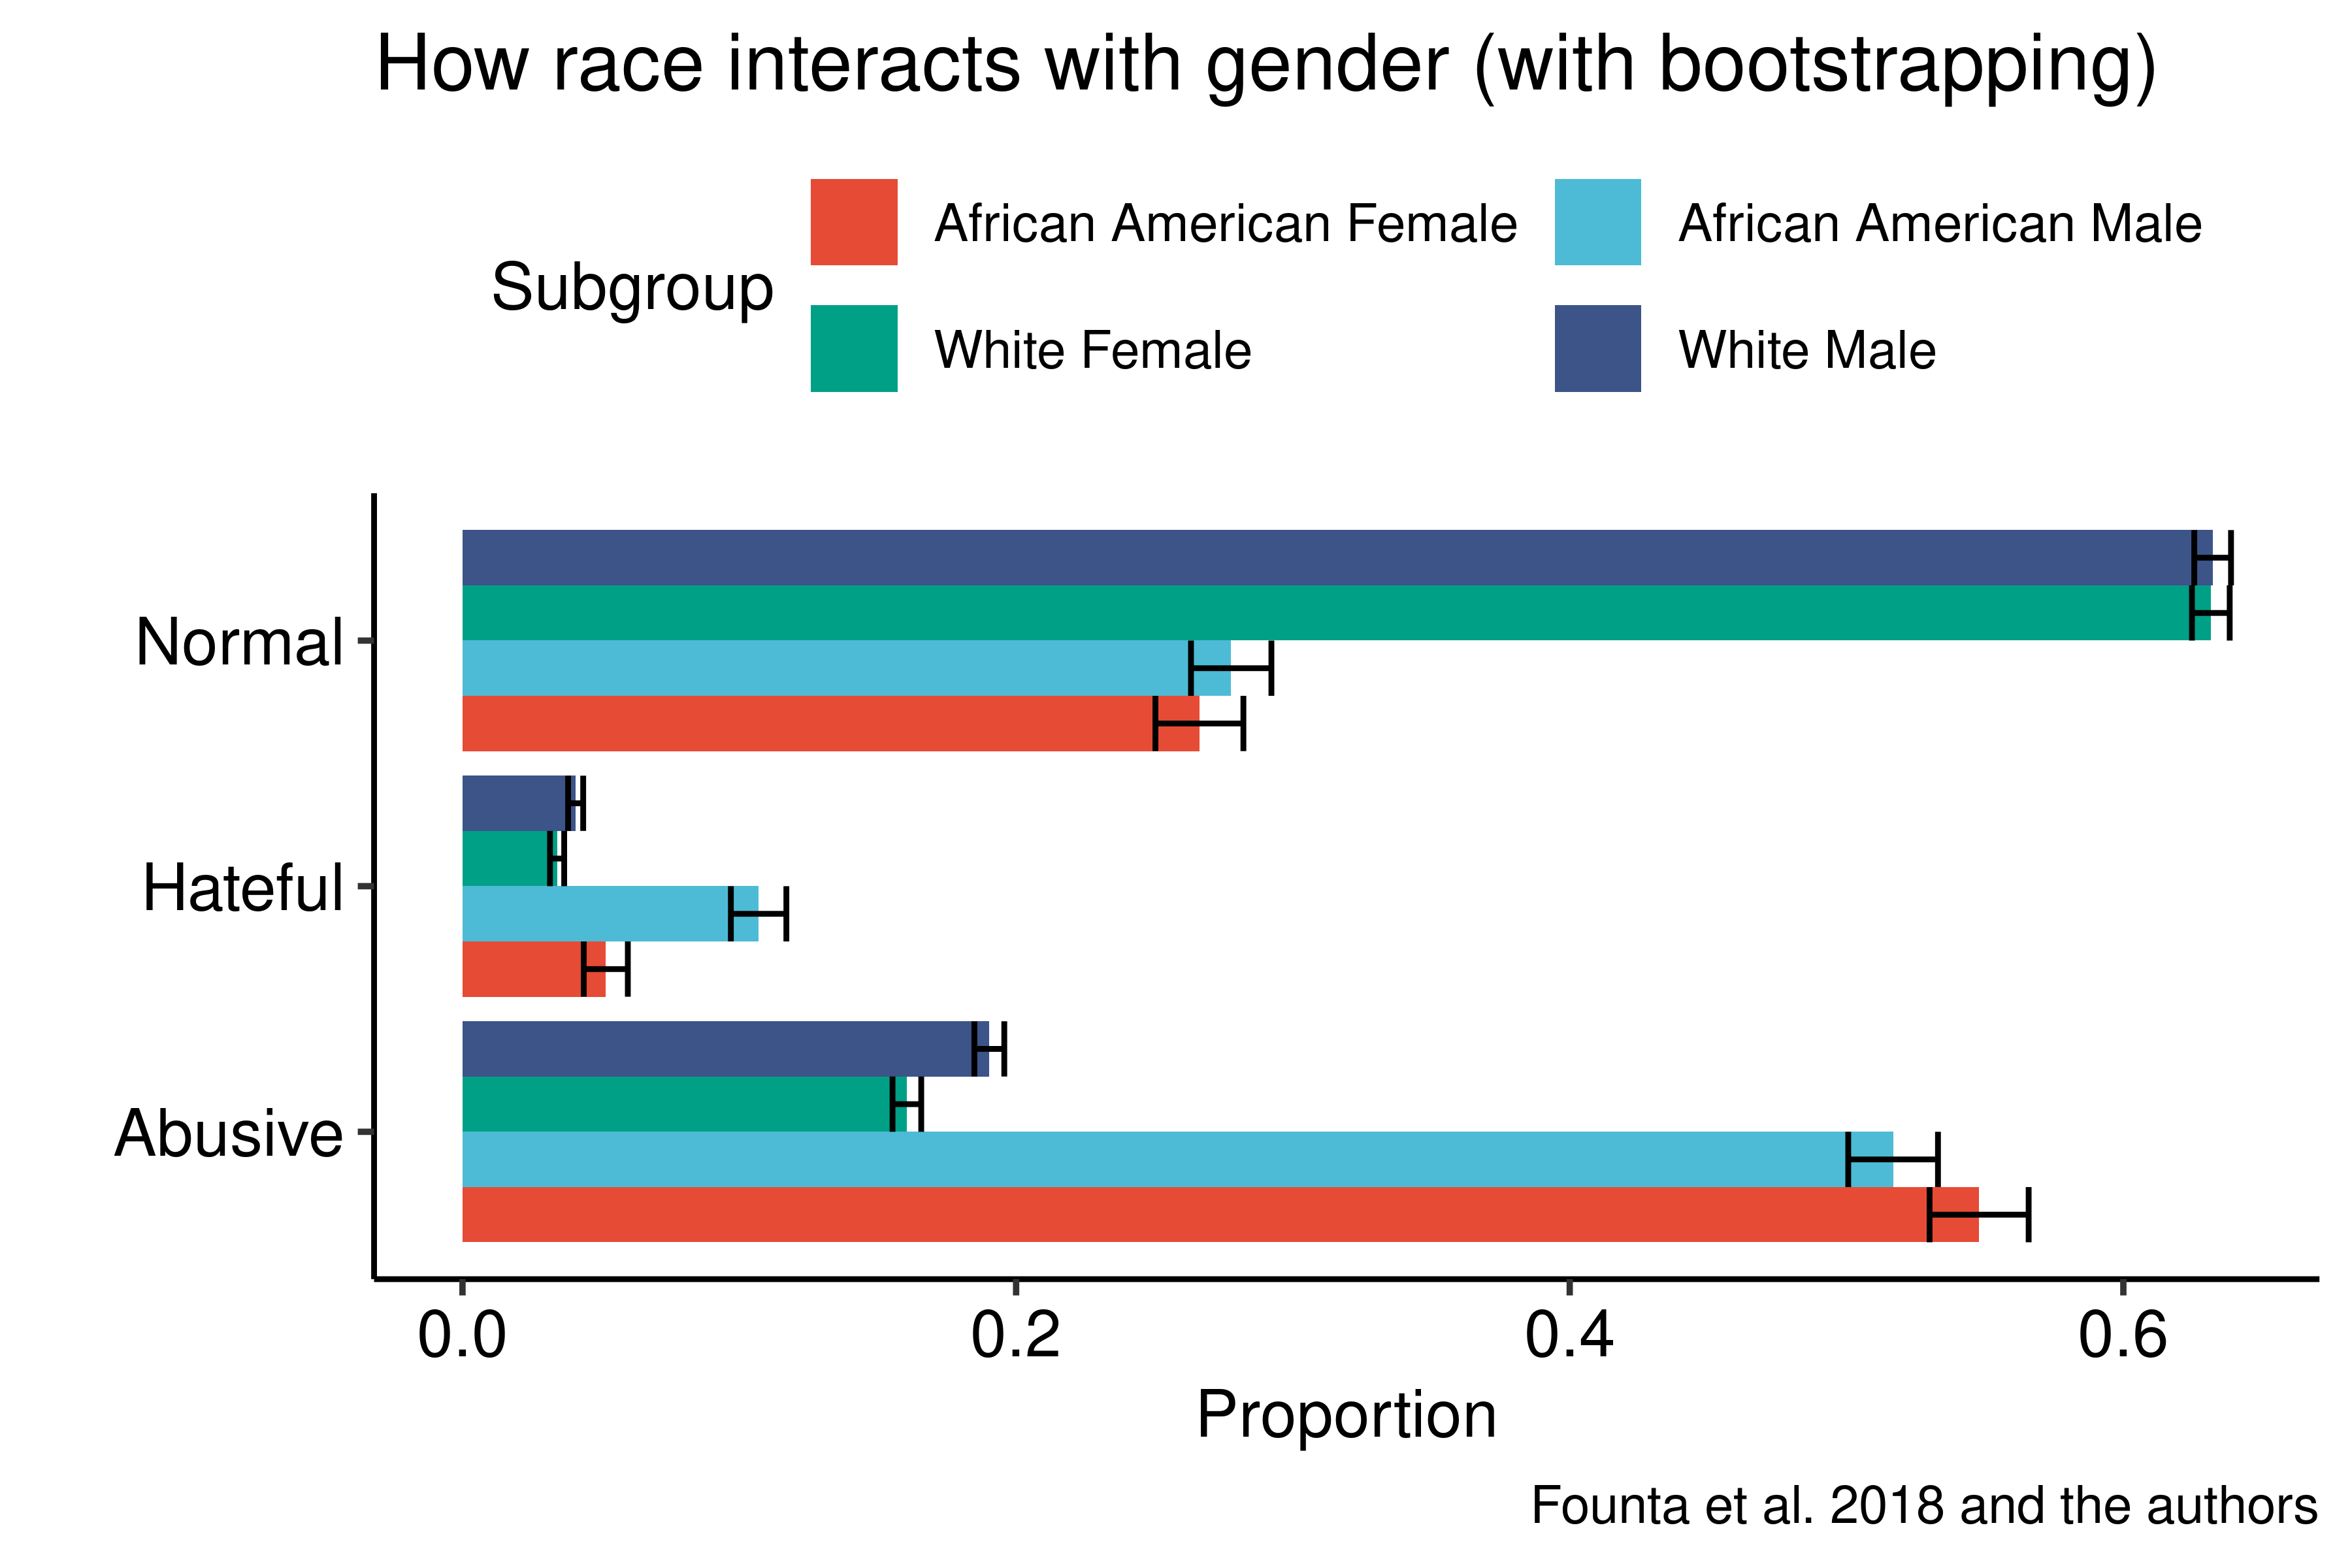 How race interacts with gender (with bootstrapping)
Subgroup
African American Female
African American Male
White Female
White Male
Normal
Hateful
Abusive
0.0
0.2
0.4
0.6
Proportion
Founta et al. 2018 and the authors